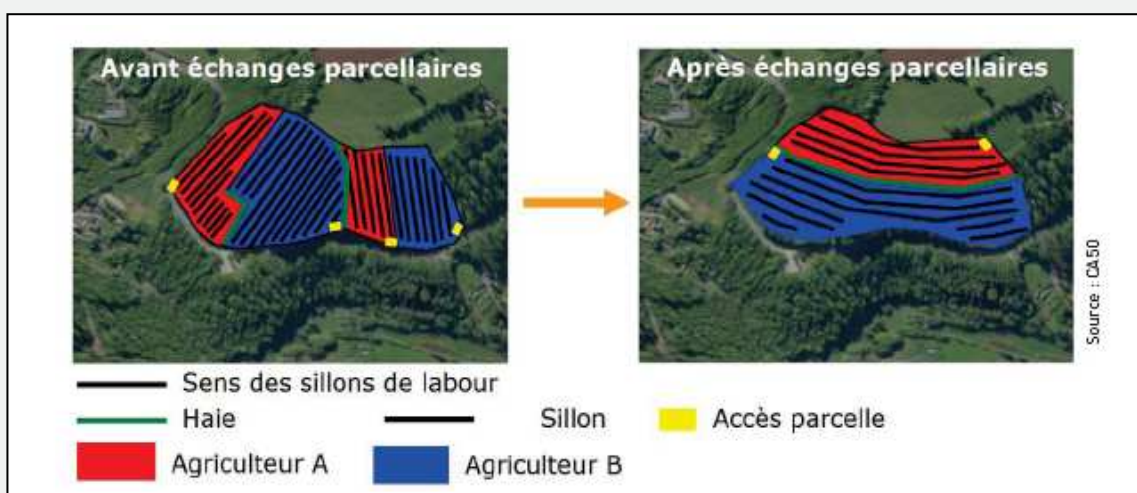 Avant échanges parcellaires
Après échanges parcellaires
Source : CA50
Sens des sillons de labour
Haie
Sillon
Accès parcelle
Agriculteur A
Agriculteur B